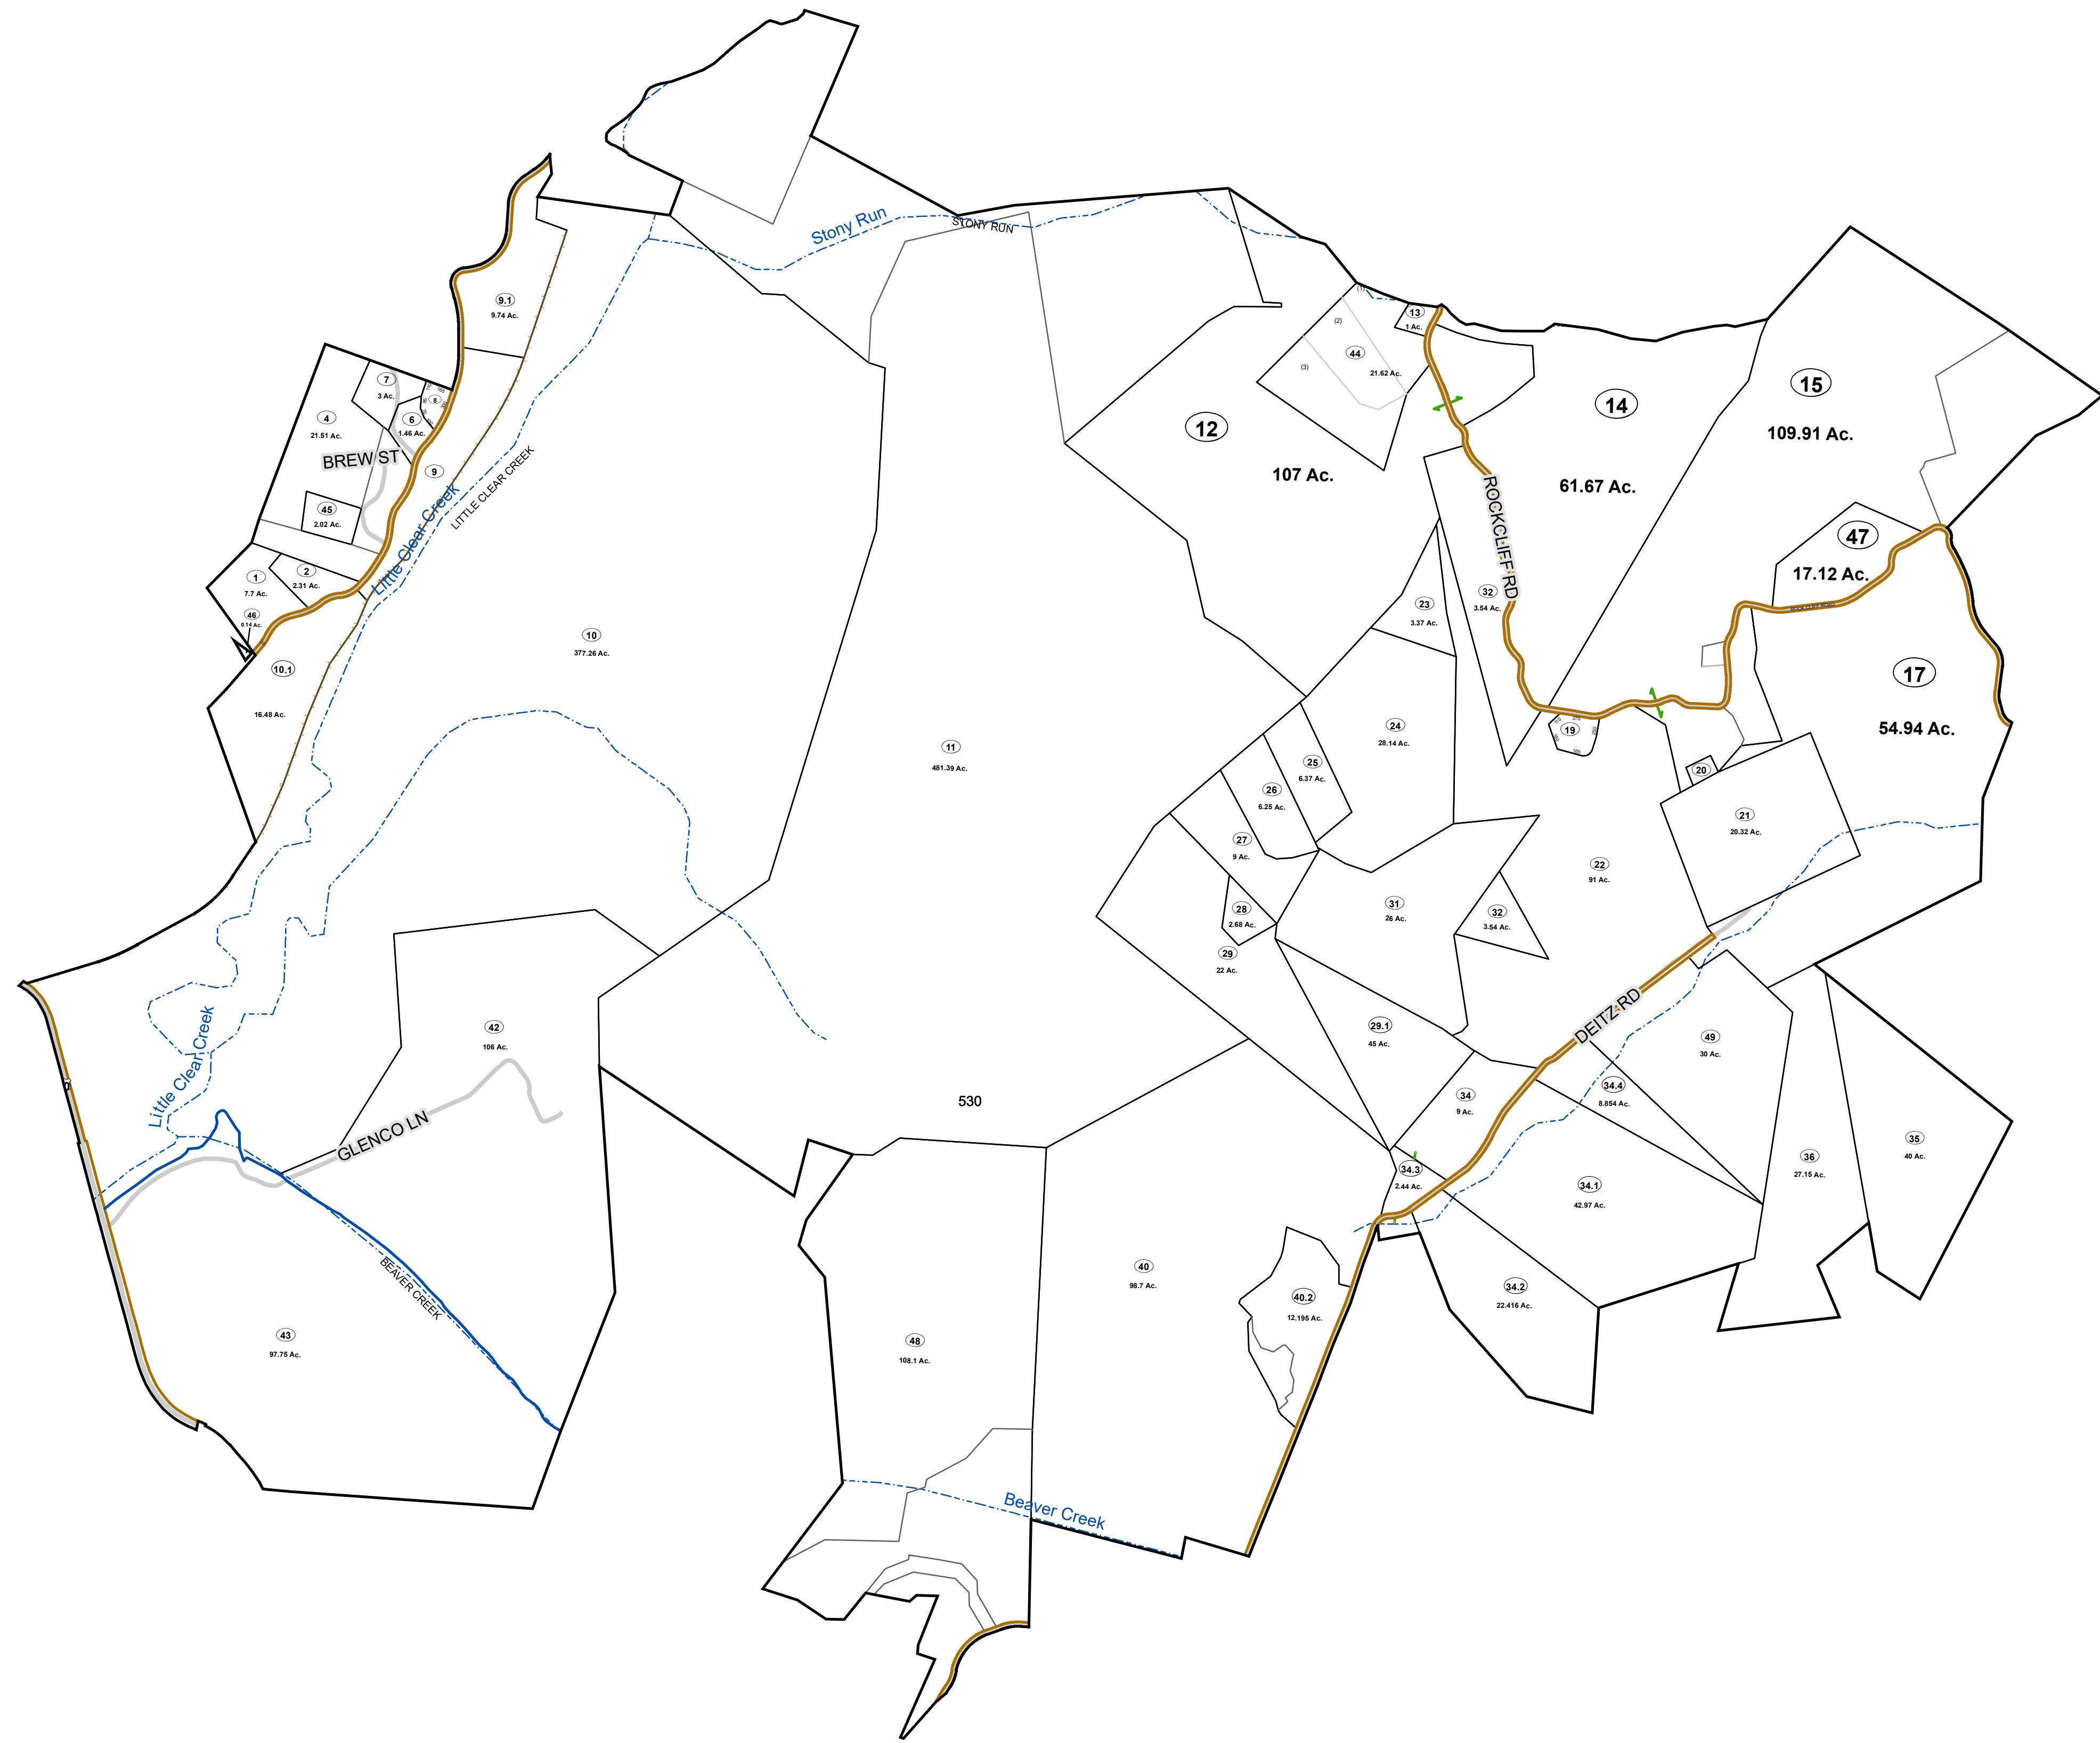 Stony Run
STONY RUN
9.1
9.74 Ac.
13
1 Ac.
(1)
(2)
(3)
44
21.62 Ac.
7
3 Ac.
8
4
21.51 Ac.
6
1.46 Ac.
BREW ST
9
45
2.02 Ac.
LITTLE CLEAR CREEK
Little Clear Creek
12
107 Ac.
14
61.67 Ac.
15
109.91 Ac.
ROCKCLIFF RD
47
17.12 Ac.
1
7.7 Ac.
2
2.31 Ac.
46
0.14 Ac.
10
377.26 Ac.
10.1
16.48 Ac.
23
3.37 Ac.
32
3.54 Ac.
17
54.94 Ac.
11
481.39 Ac.
24
28.14 Ac.
19
25
6.37 Ac.
26
6.25 Ac.
20
21
20.32 Ac.
27
9 Ac.
22
91 Ac.
28
2.68 Ac.
31
26 Ac.
32
3.54 Ac.
29
22 Ac.
DEITZ RD
29.1
45 Ac.
49
30 Ac.
42
106 Ac.
Little Clear Creek
GLENCO LN
530
34
9 Ac.
34.4
8.854 Ac.
36
27.15 Ac.
35
40 Ac.
34.3
2.44 Ac.
34.1
42.97 Ac.
BEAVER CREEK
40
98.7 Ac.
40.2
12.195 Ac.
34.2
22.416 Ac.
43
97.75 Ac.
48
108.1 Ac.
Beaver Creek